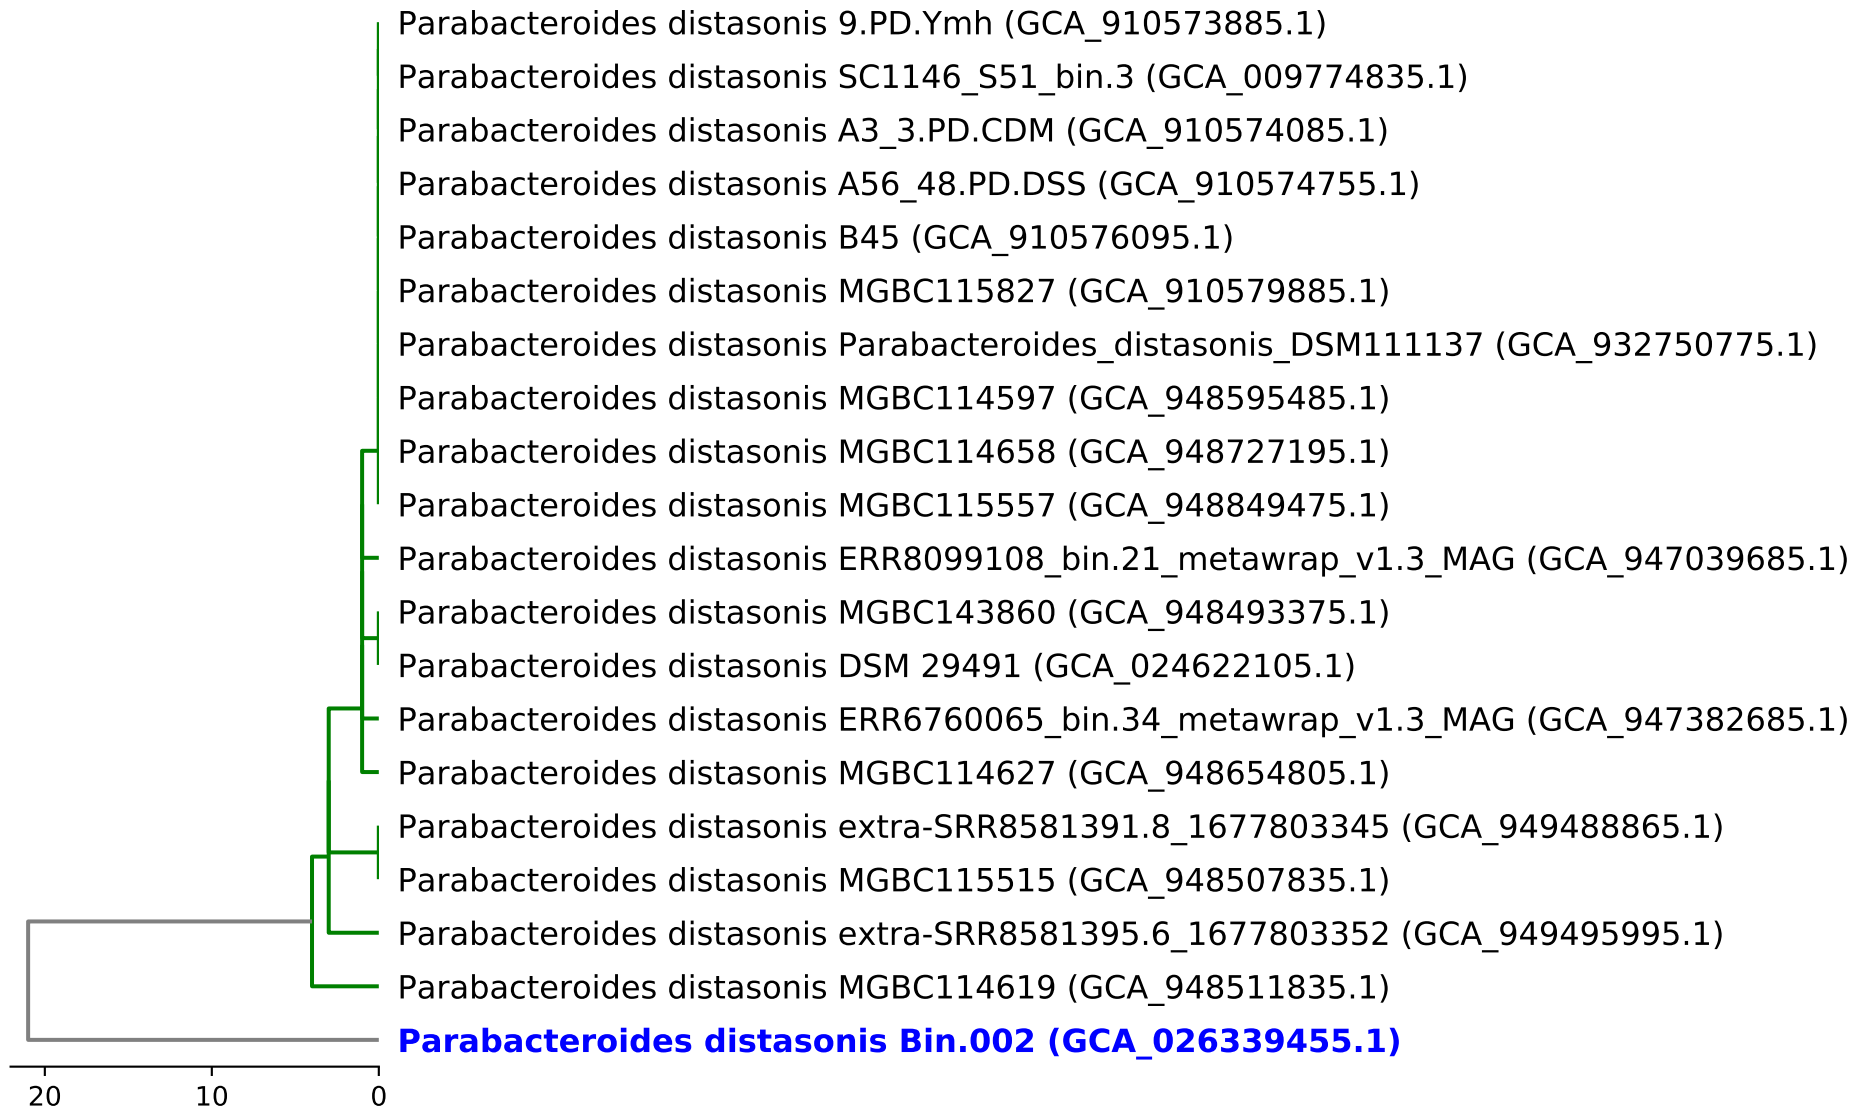 Parabacteroides distasonis 9.PD.Ymh (GCA_910573885.1)
Parabacteroides distasonis SC1146_S51_bin.3 (GCA_009774835.1)
Parabacteroides distasonis A3_3.PD.CDM (GCA_910574085.1)
Parabacteroides distasonis A56_48.PD.DSS (GCA_910574755.1)
Parabacteroides distasonis B45 (GCA_910576095.1)
Parabacteroides distasonis MGBC115827 (GCA_910579885.1)
Parabacteroides distasonis Parabacteroides_distasonis_DSM111137 (GCA_932750775.1)
Parabacteroides distasonis MGBC114597 (GCA_948595485.1)
Parabacteroides distasonis MGBC114658 (GCA_948727195.1)
Parabacteroides distasonis MGBC115557 (GCA_948849475.1)
Parabacteroides distasonis ERR8099108_bin.21_metawrap_v1.3_MAG (GCA_947039685.1)
Parabacteroides distasonis MGBC143860 (GCA_948493375.1)
Parabacteroides distasonis DSM 29491 (GCA_024622105.1)
Parabacteroides distasonis ERR6760065_bin.34_metawrap_v1.3_MAG (GCA_947382685.1)
Parabacteroides distasonis MGBC114627 (GCA_948654805.1)
Parabacteroides distasonis extra-SRR8581391.8_1677803345 (GCA_949488865.1)
Parabacteroides distasonis MGBC115515 (GCA_948507835.1)
Parabacteroides distasonis extra-SRR8581395.6_1677803352 (GCA_949495995.1)
Parabacteroides distasonis MGBC114619 (GCA_948511835.1)
Parabacteroides distasonis Bin.002 (GCA_026339455.1)
20 10 0